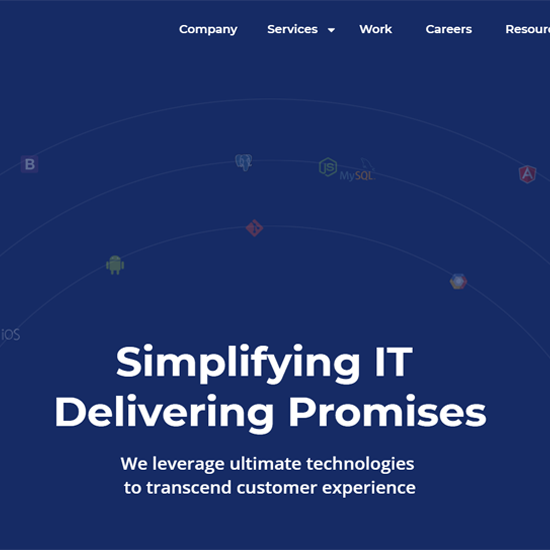 Company Services Work Careers Resour
B
JS
MySQL
A
iOS
Simplifying IT
Delivering Promises
We leverage ultimate technologies
to transcend customer experience